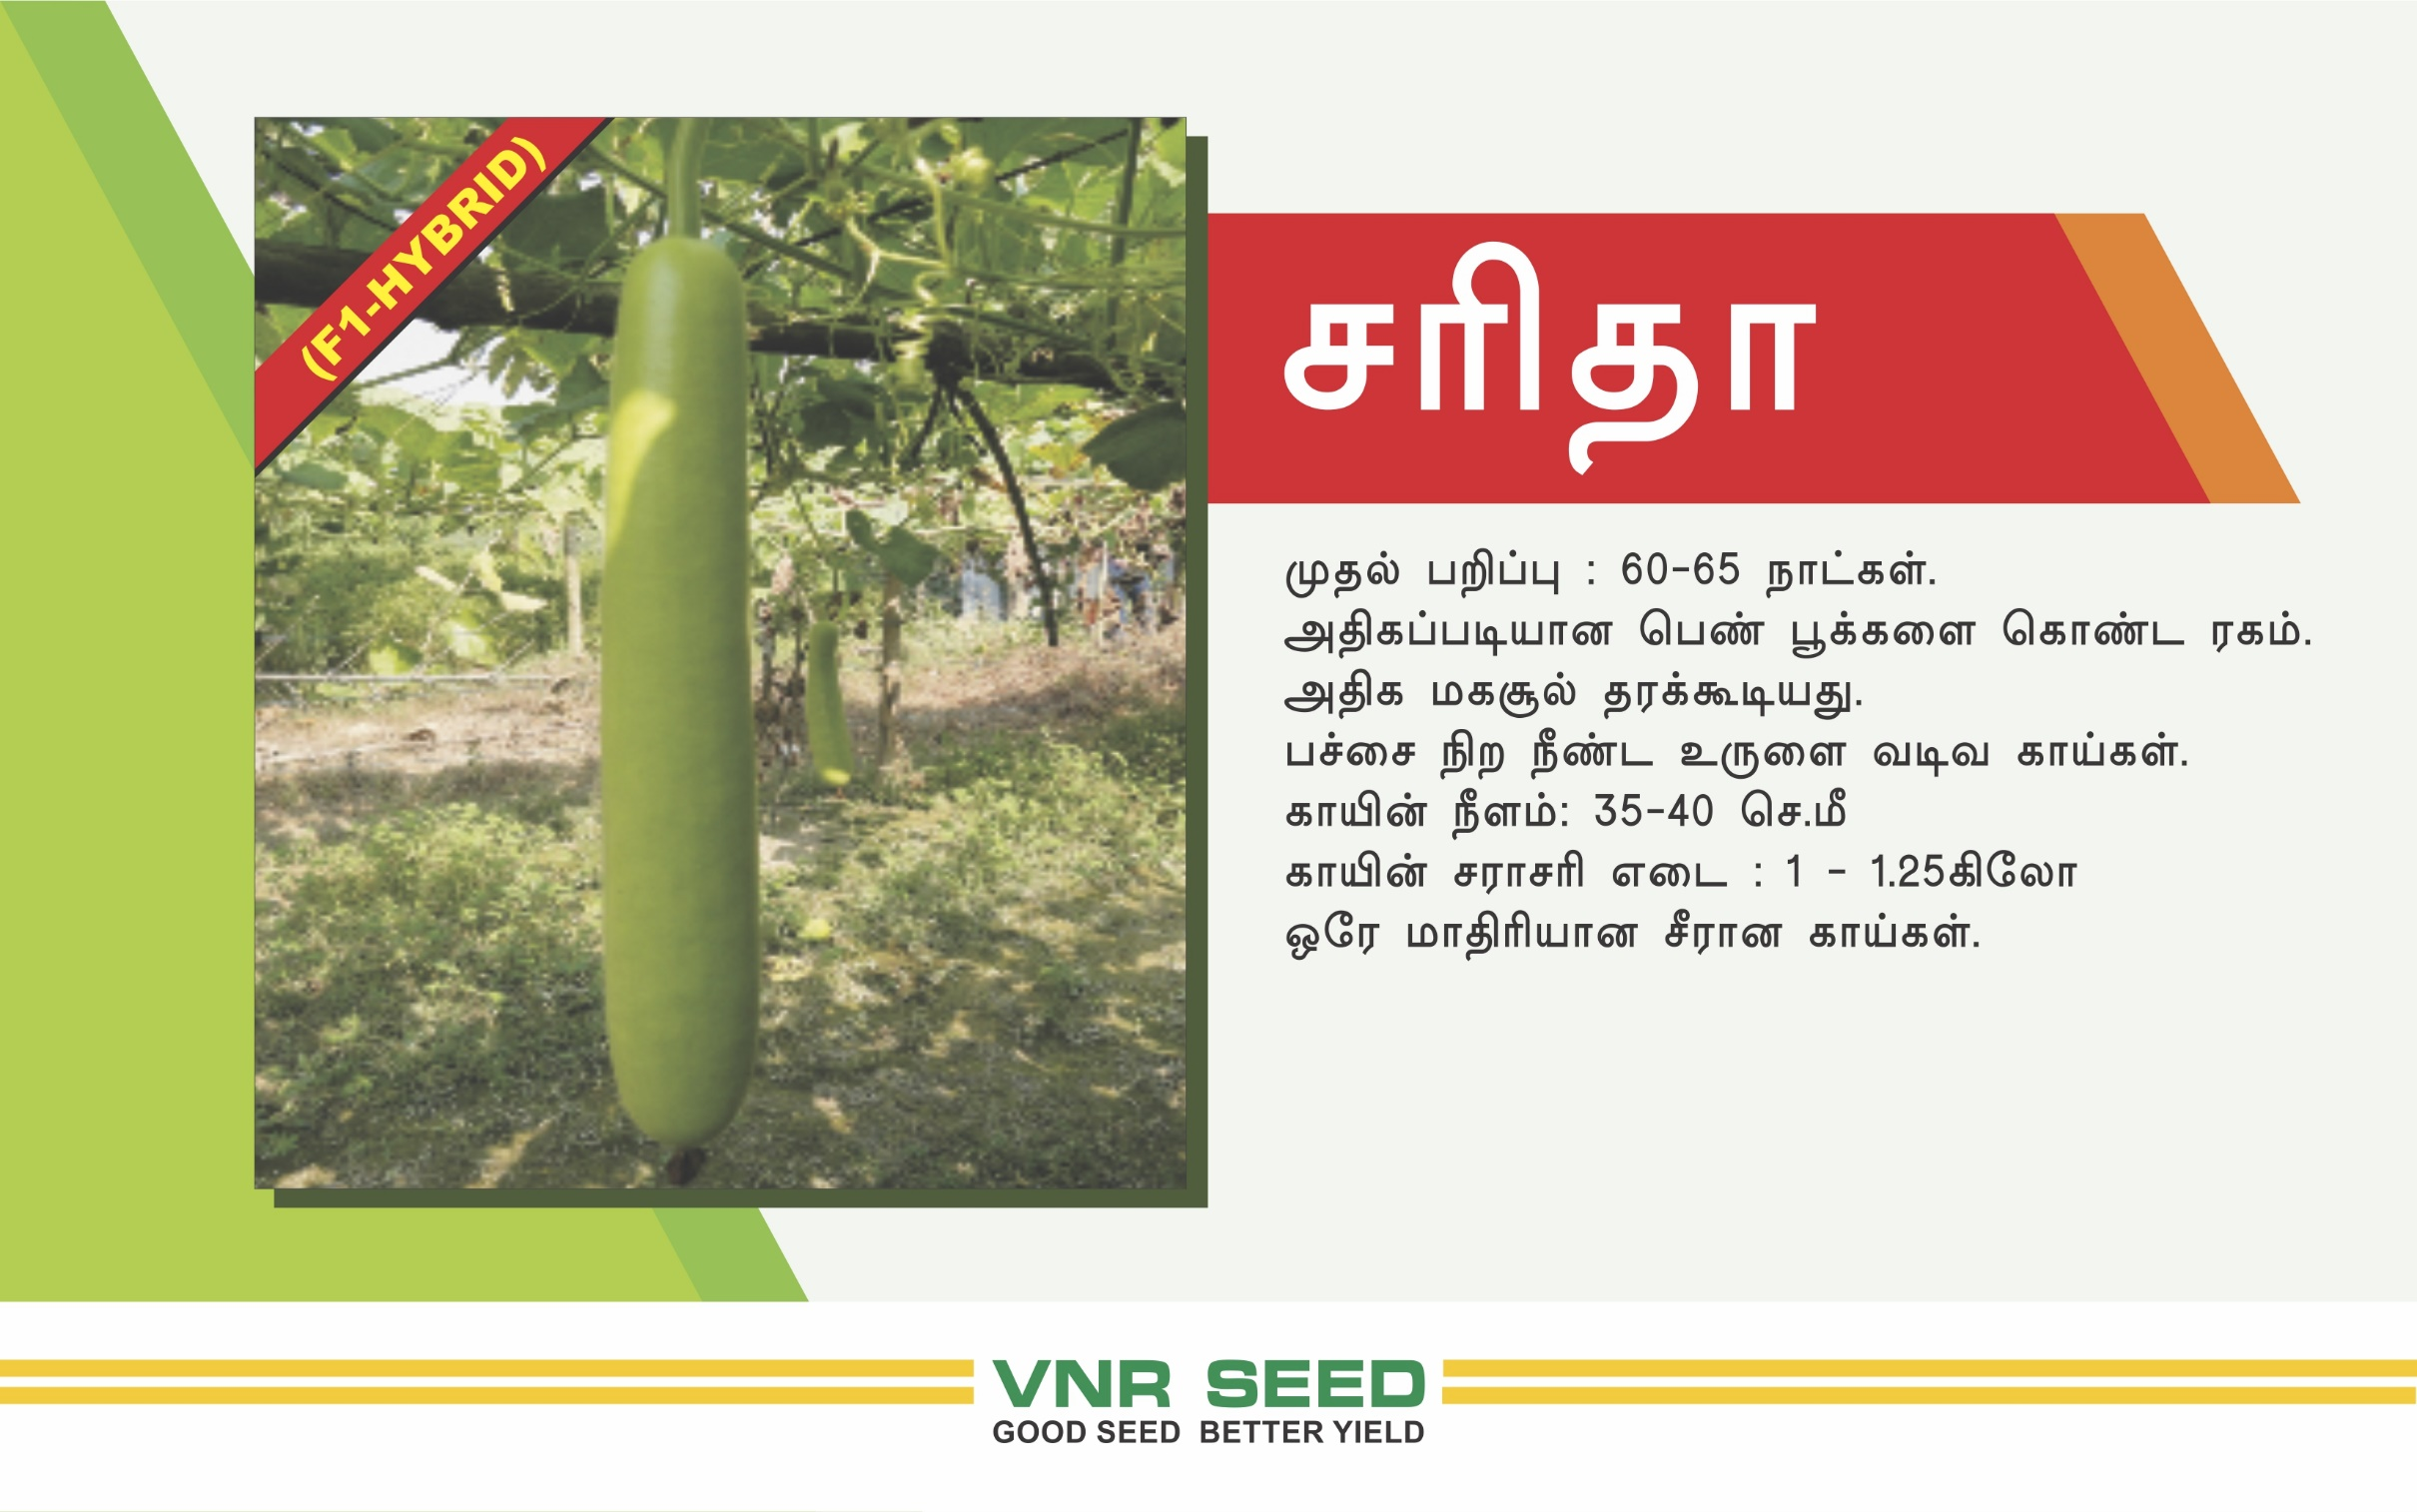 (F1-HYBRID))
சரிதா
முதல் பறிப்பு : 60-65 நாட்கள்.
அதிகப்படியான பெண் பூக்களை கொண்ட ரகம்.
அதிக மகசூல் தரக்கூடியது.
பச்சை நிற நீண்ட உருளை வடிவ காய்கள்.
காயின் நீளம்: 35-40 செ.மீ
காயின் சராசரி எடை : 1 - 1.25கிலோ
ஒரே மாதிரியான சீரான காய்கள்.
VNR SEED
GOOD SEED BETTER YIELD